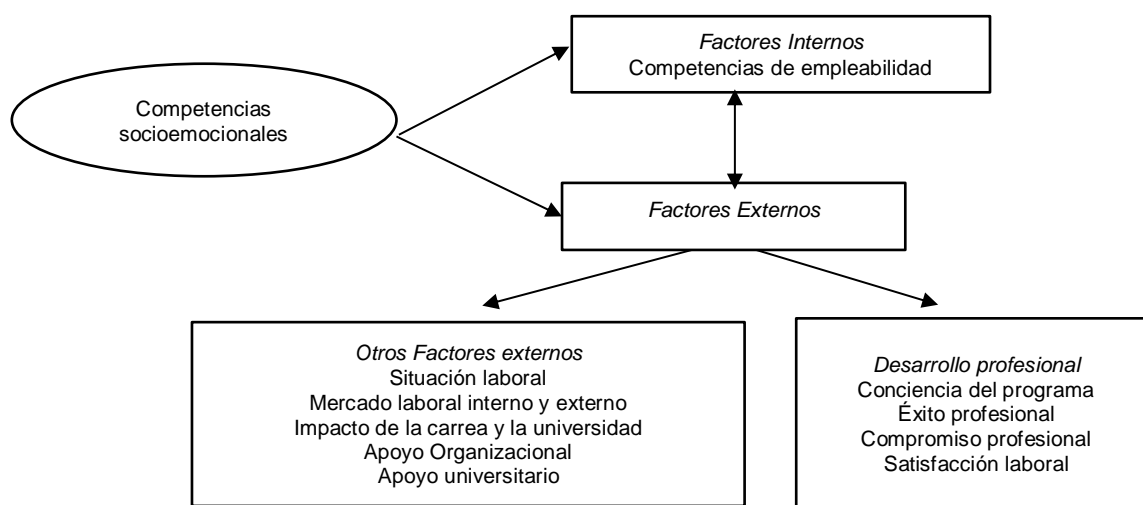 Competencias
socioemocionales
Factores Internos
Competencias de empleabilidad
Factores Externos
Otros Factores externos
Situación laboral
Mercado laboral interno y externo
Impacto de la carrea y la universidad
Apoyo Organizacional
Apoyo universitario
Desarrollo profesional
Conciencia del programa
Éxito profesional
Compromiso profesional
Satisfacción laboral